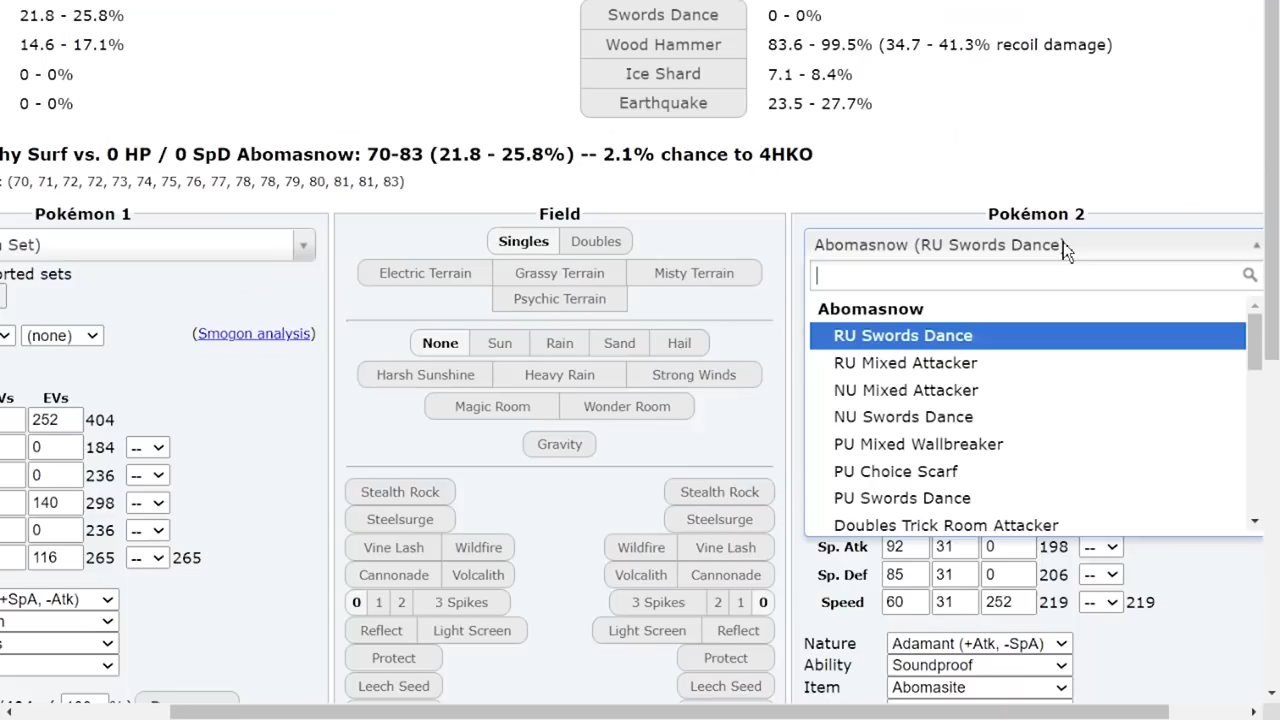 21.8 - 25.8% Swords Dance 0 - 0%
14.6 - 17.1% Wood Hammer 83.6 - 99.5% (34.7 - 41.3% recoil damage)
0 - 0% Ice Shard 7.1 - 8.4%
0 - 0% Earthquake 23.5 - 27.7%
hy Surf vs. 0 HP / 0 SpD Abomasnow: 70-83 (21.8 - 25.8%) -- 2.1% chance to 4HKO
: (70, 71, 72, 72, 73, 74, 75, 76, 77, 78, 78, 79, 80, 81, 81, 83)
Pokémon 1
n Set)
orted sets
(none) (Smogon analysis)
Vs EVs
252 404
0 184 --
0 236 --
140 298 --
0 236 --
116 265 -- 265
+SpA, -Atk)
n
s
Field
Singles Doubles
Electric Terrain Grassy Terrain Misty Terrain
Psychic Terrain
None Sun Rain Sand Hail
Harsh Sunshine Heavy Rain Strong Winds
Magic Room Wonder Room
Gravity
Stealth Rock Stealth Rock
Steelsurge Steelsurge
Vine Lash Wildfire Wildfire Vine Lash
Cannonade Volcalith Volcalith Cannonade
0 1 2 3 Spikes 3 Spikes 2 1 0
Reflect Light Screen Light Screen Reflect
Protect Protect
Leech Seed Leech Seed
Pokémon 2
Abomasnow (RU Swords Dance)
Abomasnow
RU Swords Dance
RU Mixed Attacker
NU Mixed Attacker
NU Swords Dance
PU Mixed Wallbreaker
PU Choice Scarf
PU Swords Dance
Doubles Trick Room Attacker
Sp. Atk 92 31 0 198 --
Sp. Def 85 31 0 206 --
Speed 60 31 252 219 -- 219
Nature Adamant (+Atk, -SpA)
Ability Soundproof
Item Abomasite